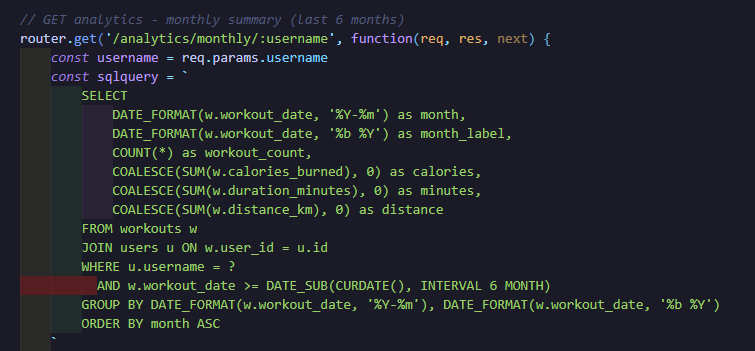 // GET analytics - monthly summary (last 6 months)
router.get('/analytics/monthly/:username', function(req, res, next) {
    const username = req.params.username
    const sqlquery = `
        SELECT
            DATE_FORMAT(w.workout_date, '%Y-%m') as month,
            DATE_FORMAT(w.workout_date, '%b %Y') as month_label,
            COUNT(*) as workout_count,
            COALESCE(SUM(w.calories_burned), 0) as calories,
            COALESCE(SUM(w.duration_minutes), 0) as minutes,
            COALESCE(SUM(w.distance_km), 0) as distance
        FROM workouts w
        JOIN users u ON w.user_id = u.id
        WHERE u.username = ?
          AND w.workout_date >= DATE_SUB(CURDATE(), INTERVAL 6 MONTH)
        GROUP BY DATE_FORMAT(w.workout_date, '%Y-%m'), DATE_FORMAT(w.workout_date, '%b %Y')
        ORDER BY month ASC
    `